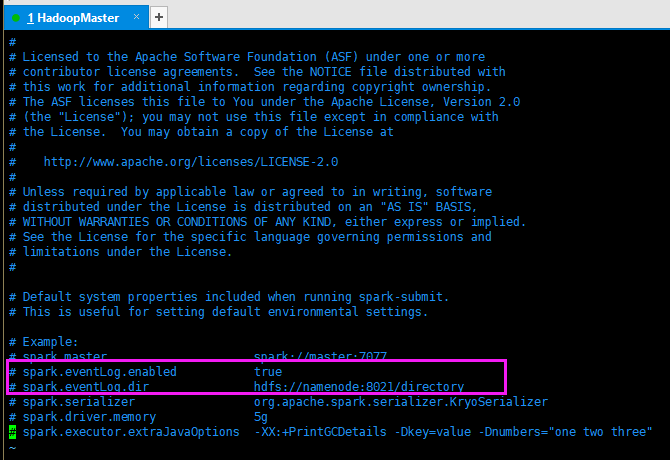 1 HadoopMaster × +
#
# Licensed to the Apache Software Foundation (ASF) under one or more
# contributor license agreements.  See the NOTICE file distributed with
# this work for additional information regarding copyright ownership.
# The ASF licenses this file to You under the Apache License, Version 2.0
# (the "License"); you may not use this file except in compliance with
# the License.  You may obtain a copy of the License at
#
#    http://www.apache.org/licenses/LICENSE-2.0
#
# Unless required by applicable law or agreed to in writing, software
# distributed under the License is distributed on an "AS IS" BASIS,
# WITHOUT WARRANTIES OR CONDITIONS OF ANY KIND, either express or implied.
# See the License for the specific language governing permissions and
# limitations under the License.
#
# Default system properties included when running spark-submit.
# This is useful for setting default environmental settings.
# Example:
# spark.master                     spark://master:7077
# spark.eventLog.enabled           true
# spark.eventLog.dir               hdfs://namenode:8021/directory
# spark.serializer                 org.apache.spark.serializer.KryoSerializer
# spark.driver.memory              5g
# spark.executor.extraJavaOptions  -XX:+PrintGCDetails -Dkey=value -Dnumbers="one two three"
~